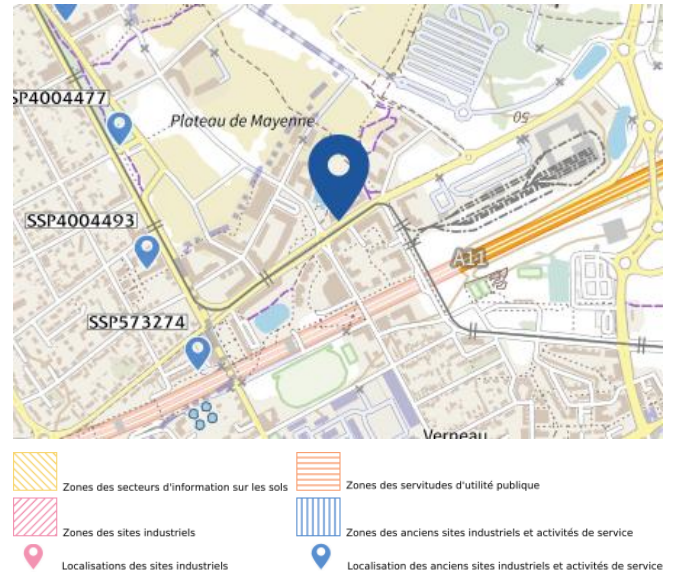 SP4004477
Plateau de Mayenne
50
SSP4004493
A11
SSP573274
Verneau
Zones des secteurs d'information sur les sols
Zones des servitudes d'utilité publique
Zones des sites industriels
Zones des anciens sites industriels et activités de service
Localisations des sites industriels
Localisation des anciens sites industriels et activités de service